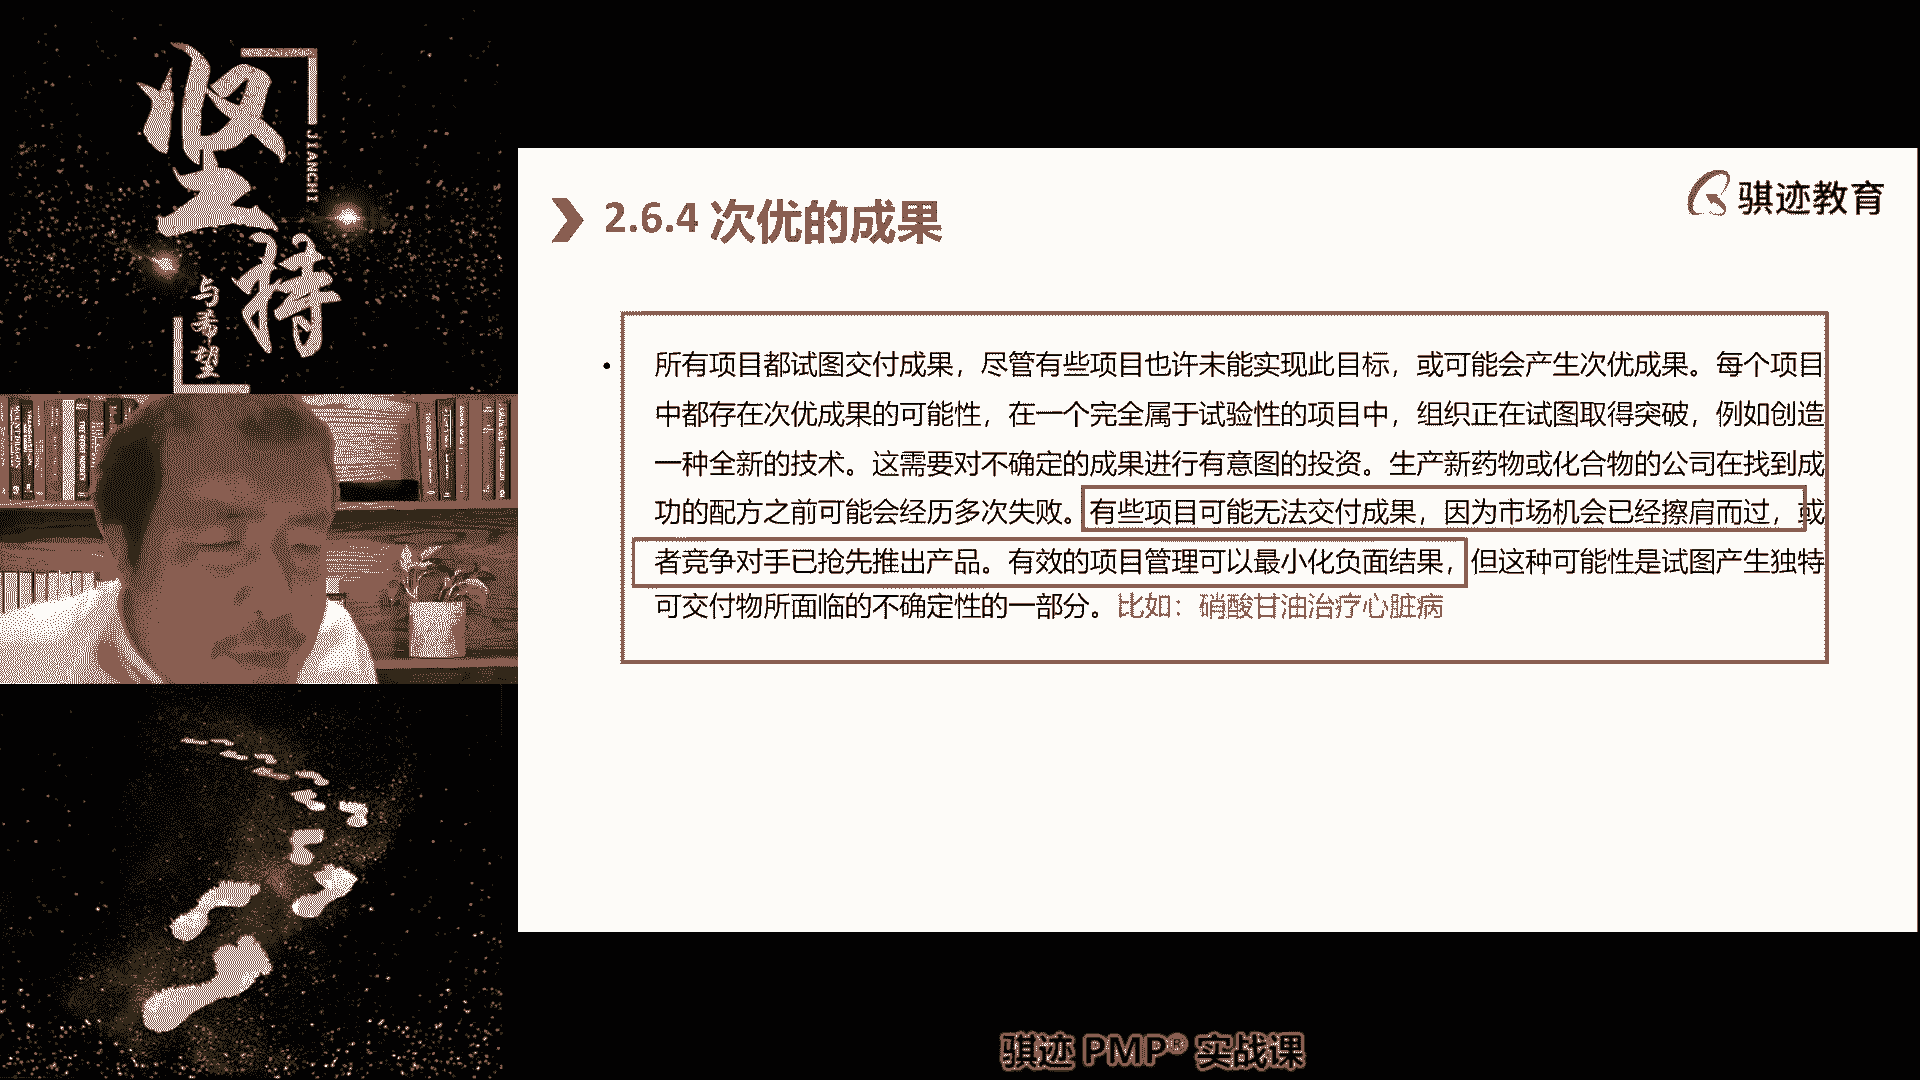 坚持
JIANCHI
与希望
骐迹教育
2.6.4 次优的成果
• 所有项目都试图交付成果，尽管有些项目也许未能实现此目标，或可能会产生次优成果。每个项目
中都存在次优成果的可能性，在一个完全属于试验性的项目中，组织正在试图取得突破，例如创造
一种全新的技术。这需要对不确定的成果进行有意图的投资。生产新药物或化合物的公司在找到成
功的配方之前可能会经历多次失败。有些项目可能无法交付成果，因为市场机会已经擦肩而过，或
者竞争对手已抢先推出产品。有效的项目管理可以最小化负面结果，但这种可能性是试图产生独特
可交付物所面临的不确定性的一部分。比如：硝酸甘油治疗心脏病
骐迹 PMP® 实战课